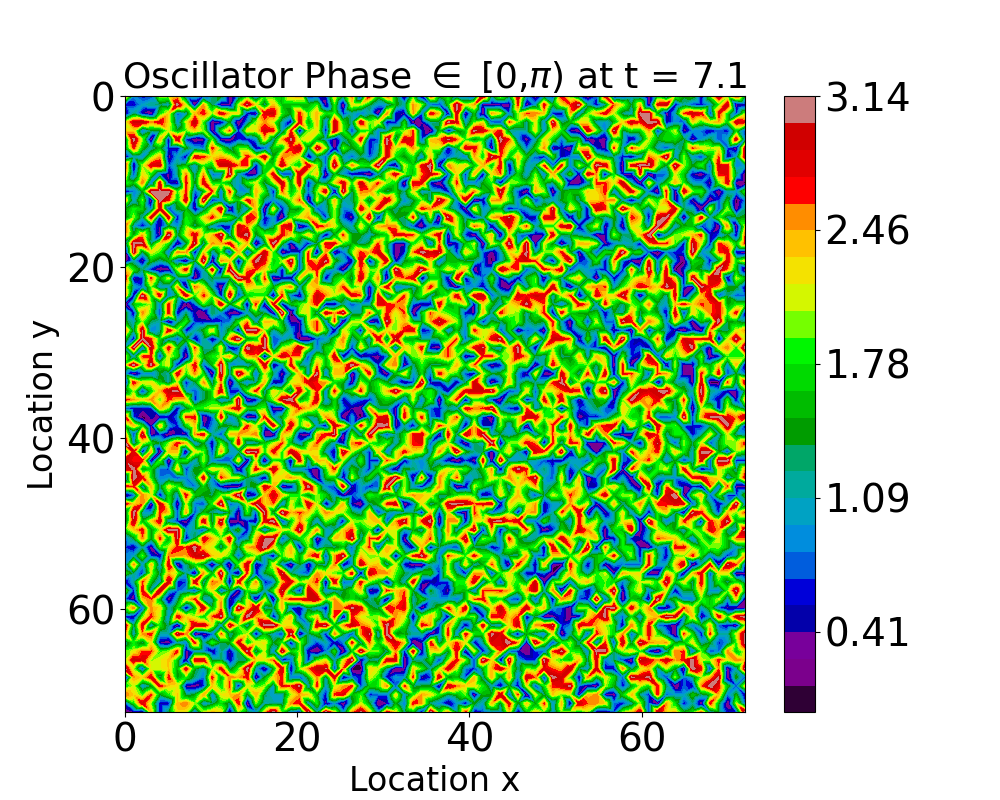 Oscillator Phase ∈ [0,π) at t = 7.1
0
20
40
60
Location y
0 20 40 60
Location x
3.14
2.46
1.78
1.09
0.41